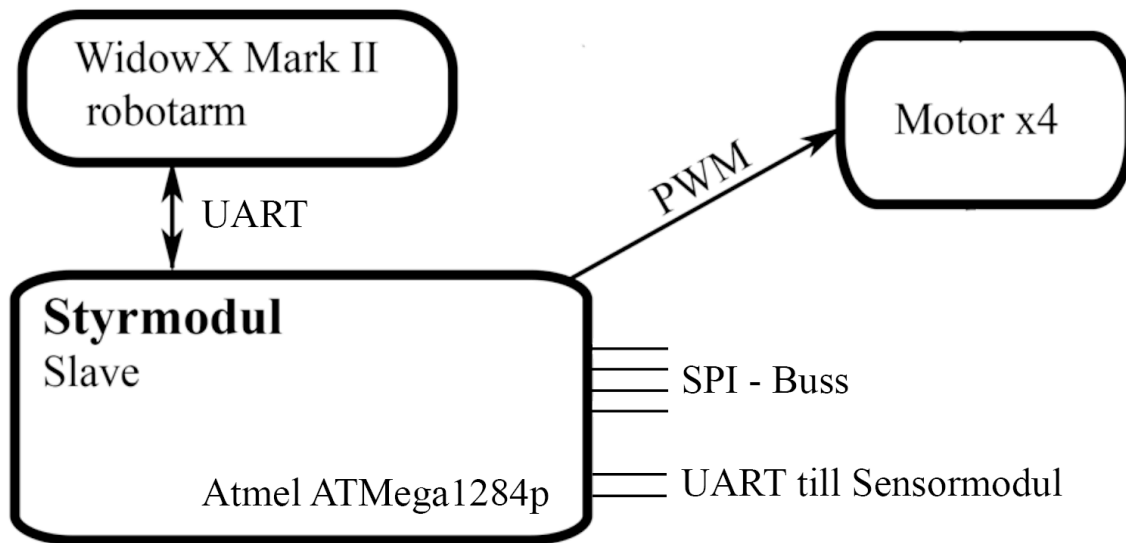 WidowX Mark II
robotarm
Motor x4
PWM
UART
Styrmodul
Slave
SPI - Buss
Atmel ATMega1284p
UART till Sensormodul